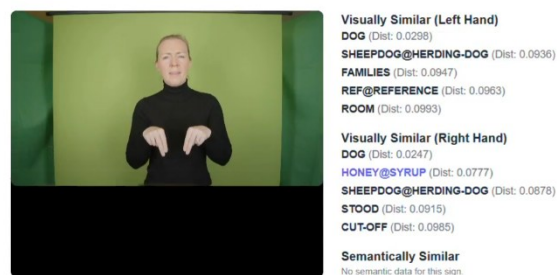 Visually Similar (Left Hand)
DOG (Dist: 0.0298)
SHEEPDOG@HERDING-DOG (Dist: 0.0936)
FAMILIES (Dist: 0.0947)
REF@REFERENCE (Dist: 0.0963)
ROOM (Dist: 0.0993)
Visually Similar (Right Hand)
DOG (Dist: 0.0247)
HONEY@SYRUP (Dist: 0.0777)
SHEEPDOG@HERDING-DOG (Dist: 0.0878)
STOOD (Dist: 0.0915)
CUT-OFF (Dist: 0.0985)
Semantically Similar
No semantic data for this sign.